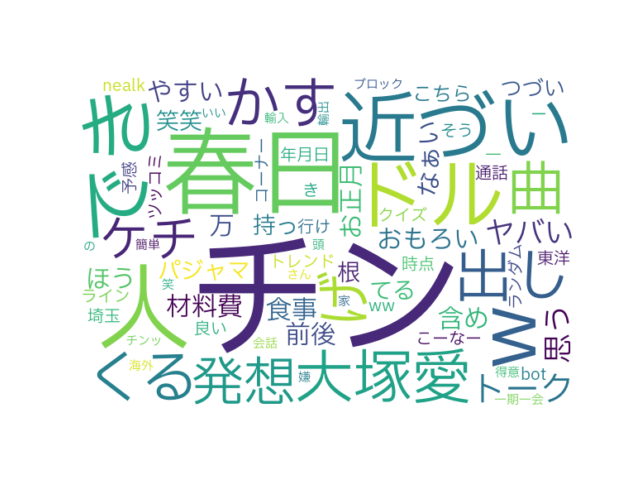 nealk
やすい
かす
近づい
ブロック
こちら
つづい
笑笑
いい
輸入
そう
一
でき
春日
年月日
コーナー
き
お正月
なぁい
ドル
曲
通話
予感
ツッコミ
の
簡単
ケチ
万
持っ
行け
頭
クイズ
おもろい
ヤバい
ランダム
東洋
人
チン
げ
出
し
ほう
パジャマ
トレンド
さん
根
てる
時点
ライン
笑
材料費
食事
家
ww
w
思う
埼玉
良い
前後
含め
チンッ
会話
こーなー
くる
海外
発想
嫌
大塚愛
トーク
得意
bot
一期一会